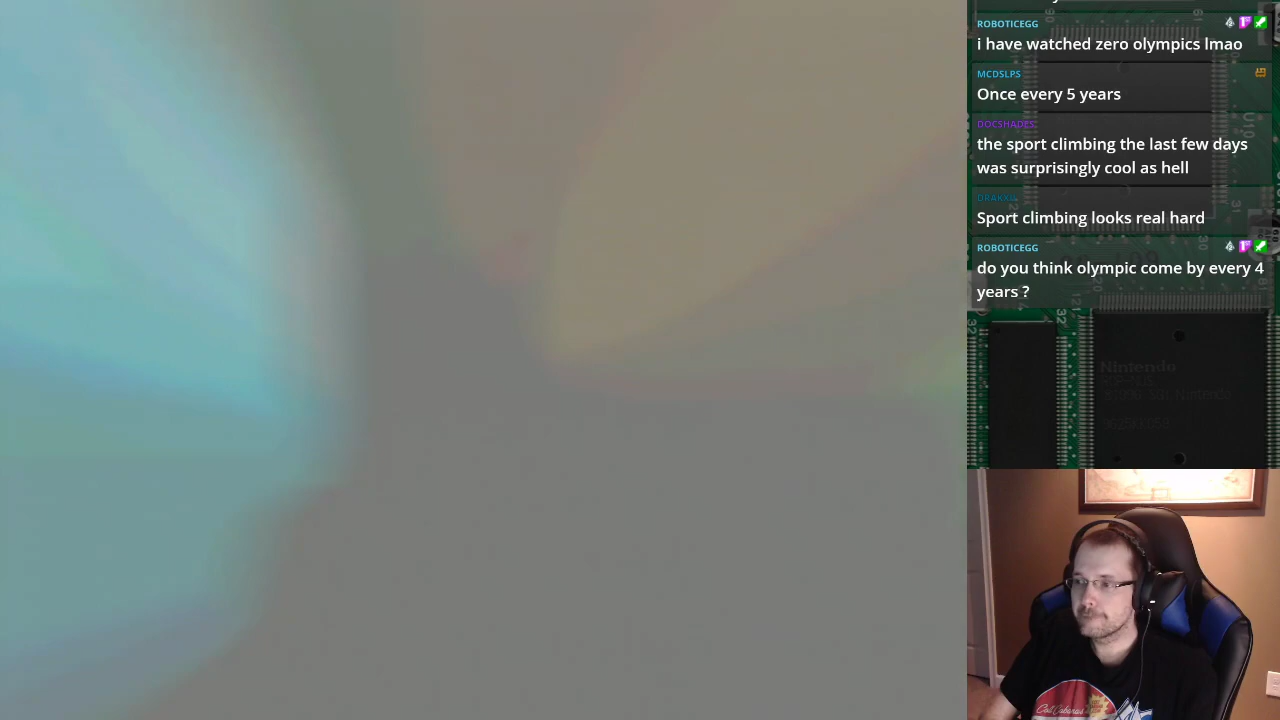 ROBOTICEGG
i have watched zero olympics lmao
MCDSLPS
Once every 5 years
DOCSHADES
the sport climbing the last few days
was surprisingly cool as hell
Sport climbing looks real hard
ROBOTICEGG
do you think olympic come by every 4
years ?
Nintendo